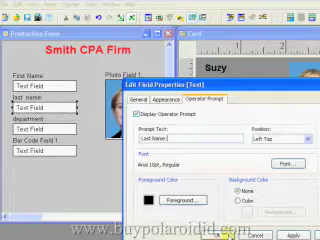 Production Form
Card
Smith CPA Firm
First Name:
Text Field
last name:
Text Field
department
Text Field
Bar Code Field 1
Text Field
Photo Field 1
Suzy
Edit Field Properties [Text]
General
Appearance
Operator Prompt
Display Operator Prompt
Prompt Text:
Position:
Last Name:
Left Top
Font
Arial 10pt, Regular
Font...
Foreground Color
Background Color
Foreground...
None
Color
Background...
OK
Cancel
Apply
www.buypolaroidid.com